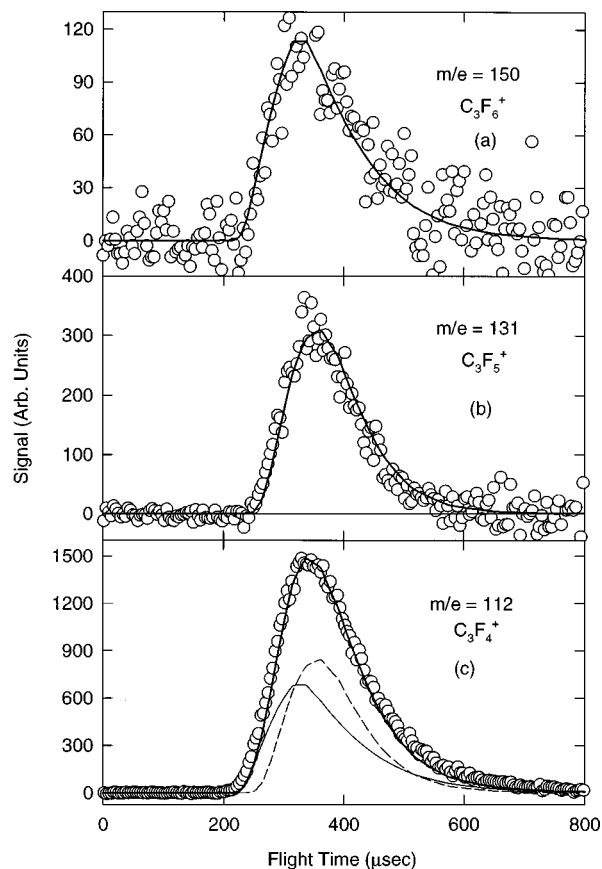 120
90
60
30
0
m/e = 150
C₃F₆⁺
(a)
400
300
200
100
0
m/e = 131
C₃F₅⁺
(b)
1500
1200
900
600
300
0
m/e = 112
C₃F₄⁺
(c)
Signal (Arb. Units)
0 200 400 600 800
Flight Time (μsec)